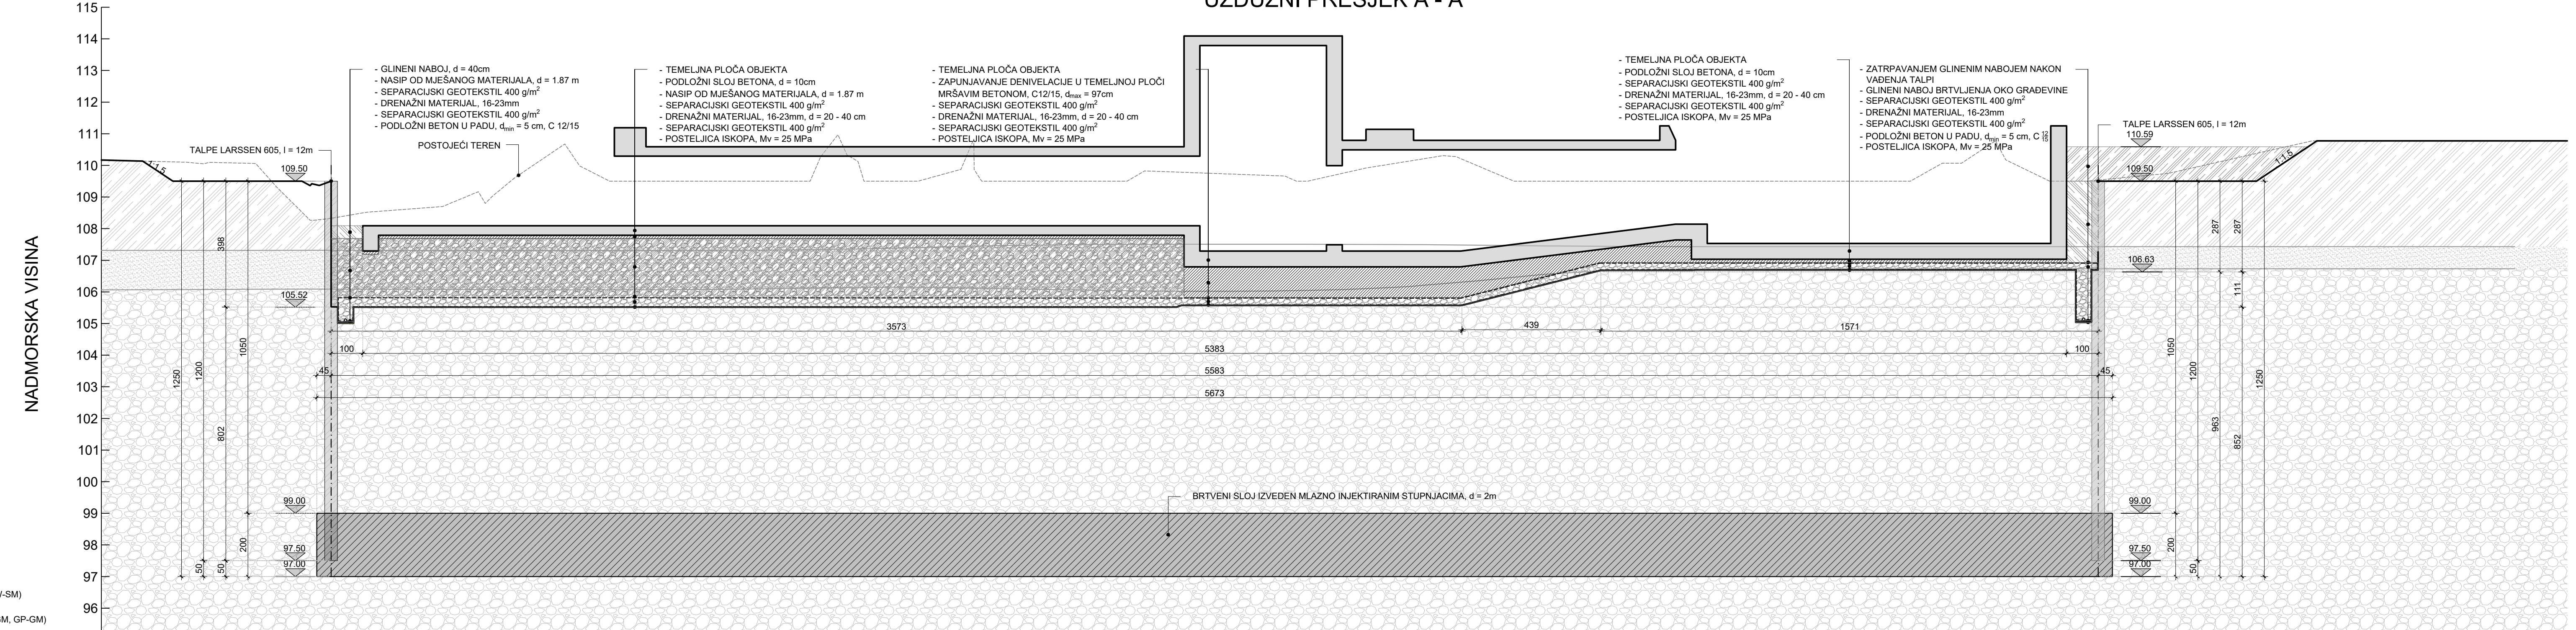 UZDUŽNI PRESJEK A - A
NADMORSKA VISINA
115
114
113
112
111
110
109
108
107
106
105
104
103
102
101
100
99
98
97
96
- GLINENI NABOJ, d = 40cm
- NASIP OD MJEŠANOG MATERIJALA, d = 1.87 m
- SEPARACIJSKI GEOTEKSTIL 400 g/m²
- DRENAŽNI MATERIJAL, 16-23mm
- SEPARACIJSKI GEOTEKSTIL 400 g/m²
- PODLOŽNI BETON U PADU, dmin = 5 cm, C 12/15
TALPE LARSSEN 605, l = 12m
POSTOJEĆI TEREN
- TEMELJNA PLOČA OBJEKTA
- PODLOŽNI SLOJ BETONA, d = 10cm
- NASIP OD MJEŠANOG MATERIJALA, d = 1.87 m
- SEPARACIJSKI GEOTEKSTIL 400 g/m²
- DRENAŽNI MATERIJAL, 16-23mm, d = 20 - 40 cm
- SEPARACIJSKI GEOTEKSTIL 400 g/m²
- POSTELJICA ISKOPA, Mv = 25 MPa
- TEMELJNA PLOČA OBJEKTA
- ZAPUNJAVANJE DENIVELACIJE U TEMELJNOJ PLOČI
MRŠAVIM BETONOM, C12/15, dmax = 97cm
- SEPARACIJSKI GEOTEKSTIL 400 g/m²
- DRENAŽNI MATERIJAL, 16-23mm, d = 20 - 40 cm
- SEPARACIJSKI GEOTEKSTIL 400 g/m²
- POSTELJICA ISKOPA, Mv = 25 MPa
- TEMELJNA PLOČA OBJEKTA
- PODLOŽNI SLOJ BETONA, d = 10cm
- SEPARACIJSKI GEOTEKSTIL 400 g/m²
- DRENAŽNI MATERIJAL, 16-23mm, d = 20 - 40 cm
- SEPARACIJSKI GEOTEKSTIL 400 g/m²
- POSTELJICA ISKOPA, Mv = 25 MPa
- ZATRPAVANJEM GLINENIM NABOJEM NAKON
VAĐENJA TALPI
- GLINENI NABOJ BRTVLJENJA OKO GRAĐEVINE
- SEPARACIJSKI GEOTEKSTIL 400 g/m²
- DRENAŽNI MATERIJAL, 16-23mm
- SEPARACIJSKI GEOTEKSTIL 400 g/m²
- PODLOŽNI BETON U PADU, dmin = 5 cm, C
- POSTELJICA ISKOPA, Mv = 25 MPa
TALPE LARSSEN 605, l = 12m
1:1.5
109.50
105.52
99.00
97.50
97.00
1250
1200
398
802
1050
200
50
50
3573
439
1571
100
5383
100
45
5583
45
5673
BRTVENI SLOJ IZVEDEN MLAZNO INJEKTIRANIM STUPNJACIMA, d = 2m
110.59
109.50
106.63
99.00
97.50
97.00
1:1.5
287
287
111
1050
1200
963
852
1250
200
50
-SM)
GM, GP-GM)